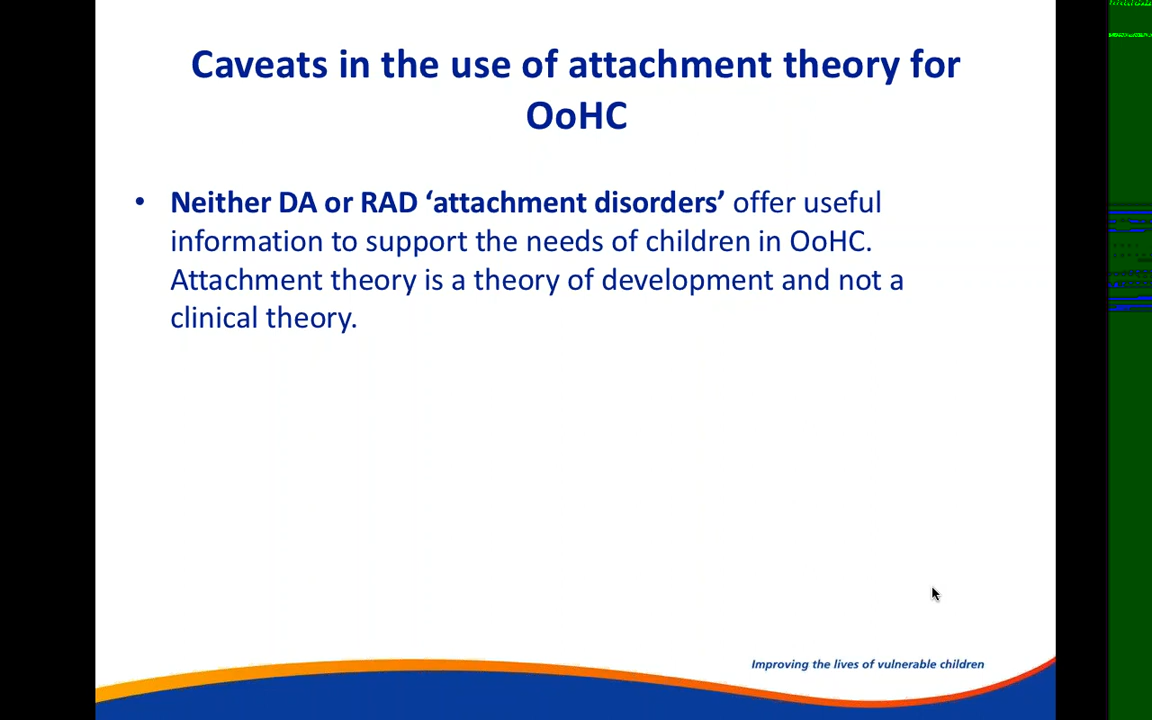 Caveats in the use of attachment theory for
OoHC
• Neither DA or RAD ‘attachment disorders’ offer useful
information to support the needs of children in OoHC.
Attachment theory is a theory of development and not a
clinical theory.
Improving the lives of vulnerable children